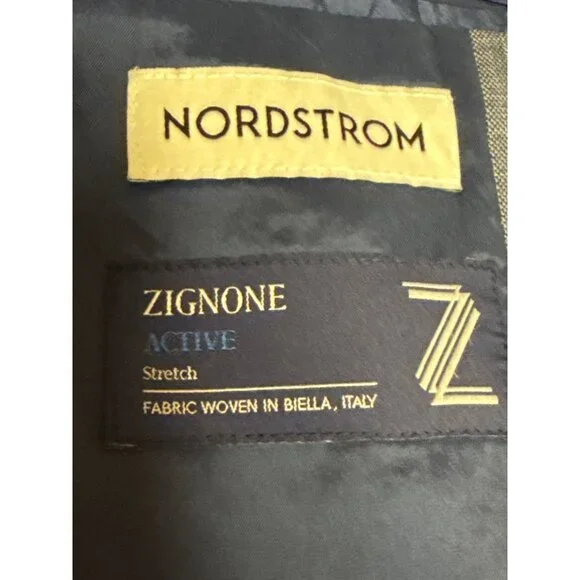 NORDSTROM
ZIGNONE
ACTIVE
Stretch
FABRIC WOVEN IN BIELLA, ITALY